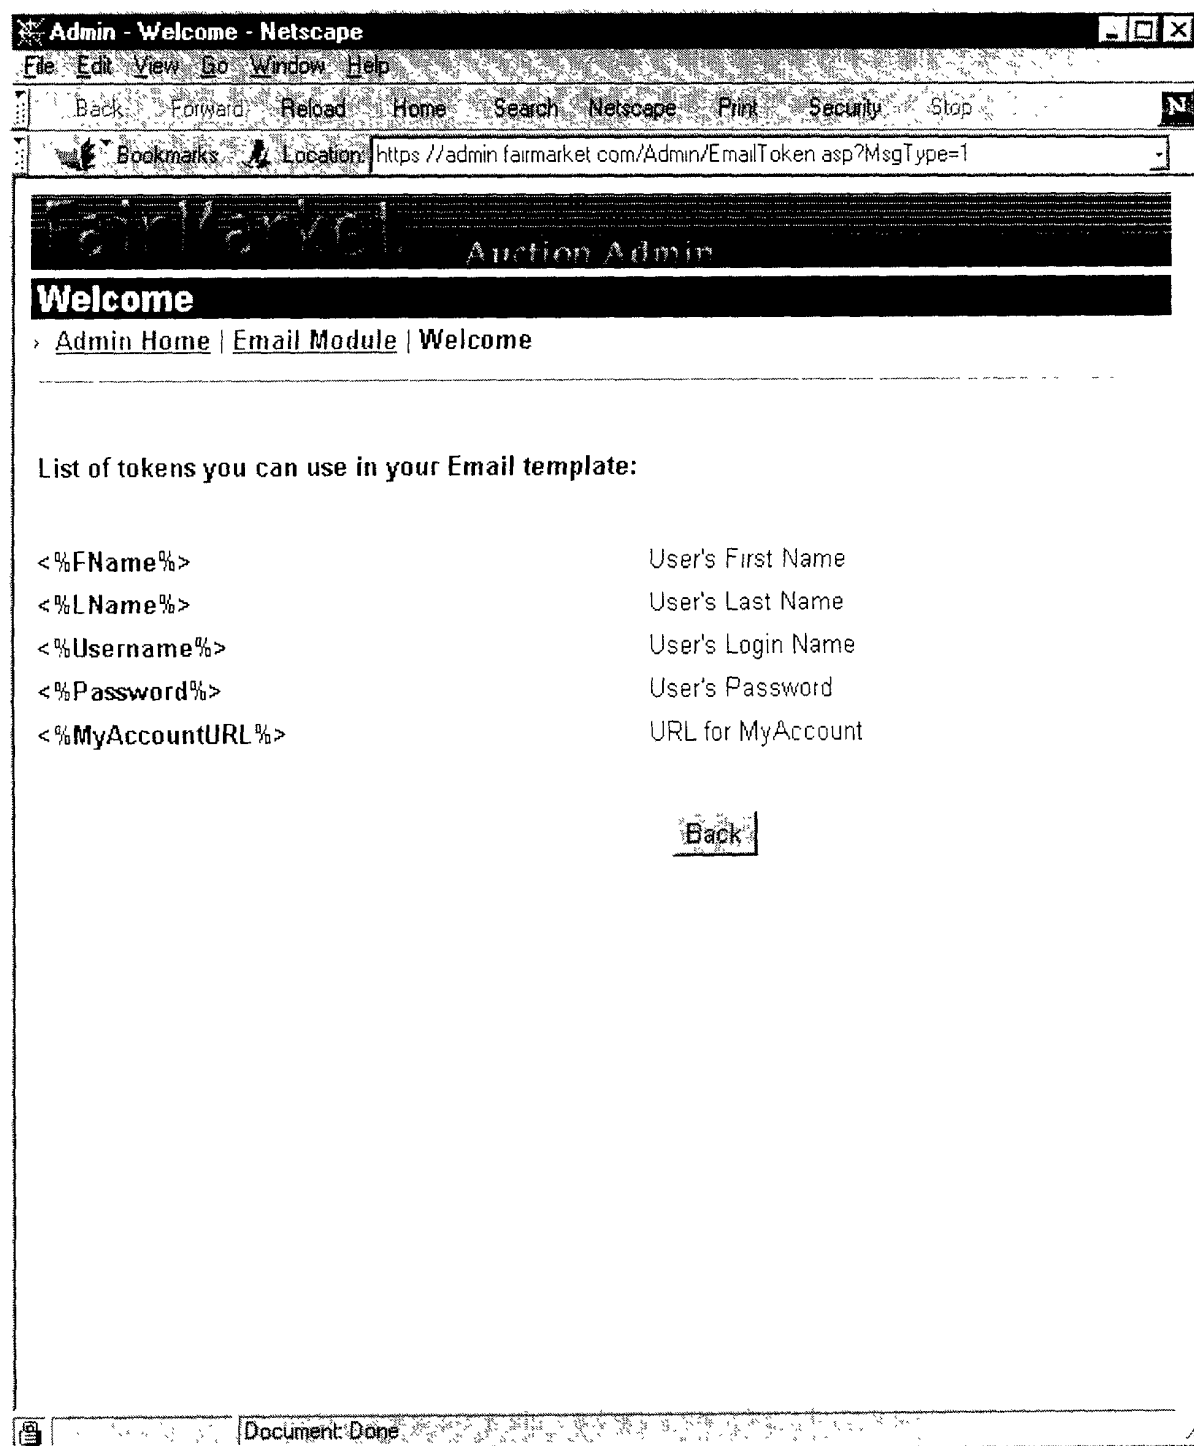 Admin - Welcome - Netscape
File Edit View Go Window Help
Back Forward Reload Home Search Netscape Print Security Stop
N
Bookmarks Location: https //admin fairmarket com/Admin/EmailToken asp?MsgType=1
FairMarket
Auction Admin
Welcome
› Admin Home | Email Module | Welcome
List of tokens you can use in your Email template:
<%FName%> User's First Name
<%LName%> User's Last Name
<%Username%> User's Login Name
<%Password%> User's Password
<%MyAccountURL%> URL for MyAccount
Back
Document: Done